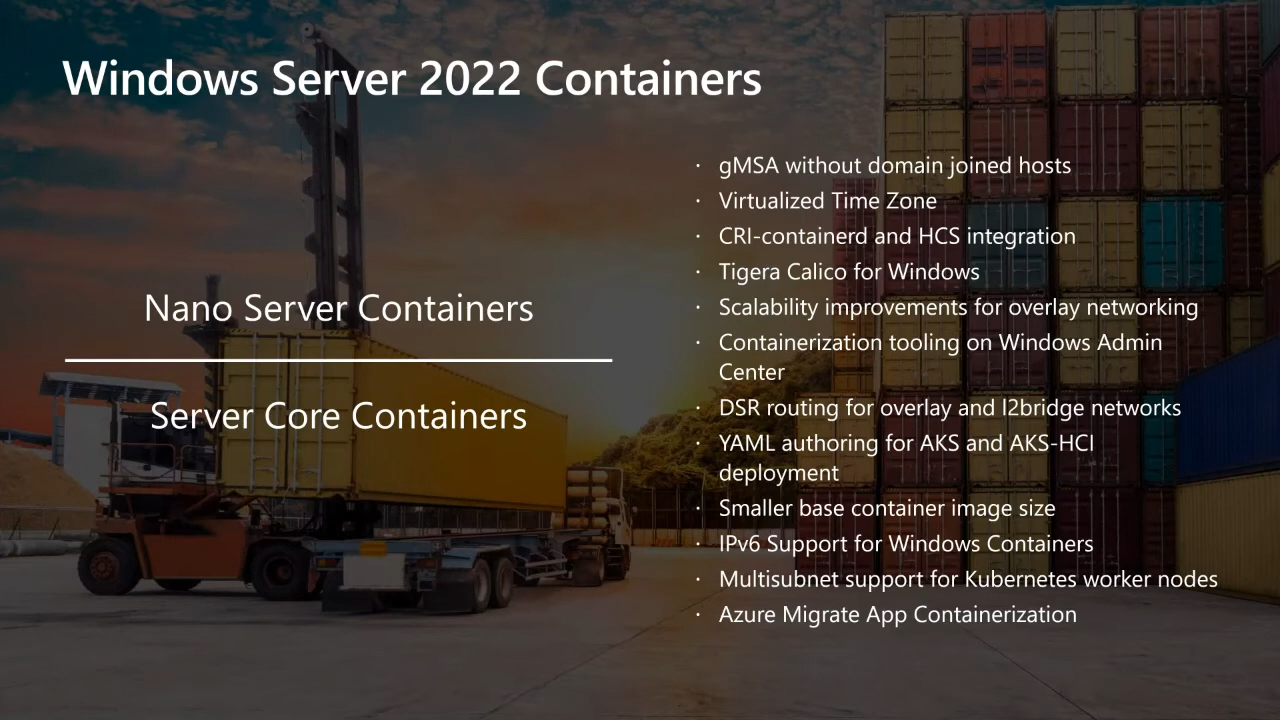 Windows Server 2022 Containers
Nano Server Containers
Server Core Containers
· gMSA without domain joined hosts
· Virtualized Time Zone
· CRI-containerd and HCS integration
· Tigera Calico for Windows
· Scalability improvements for overlay networking
· Containerization tooling on Windows Admin
Center
· DSR routing for overlay and l2bridge networks
· YAML authoring for AKS and AKS-HCI
deployment
· Smaller base container image size
· IPv6 Support for Windows Containers
· Multisubnet support for Kubernetes worker nodes
· Azure Migrate App Containerization